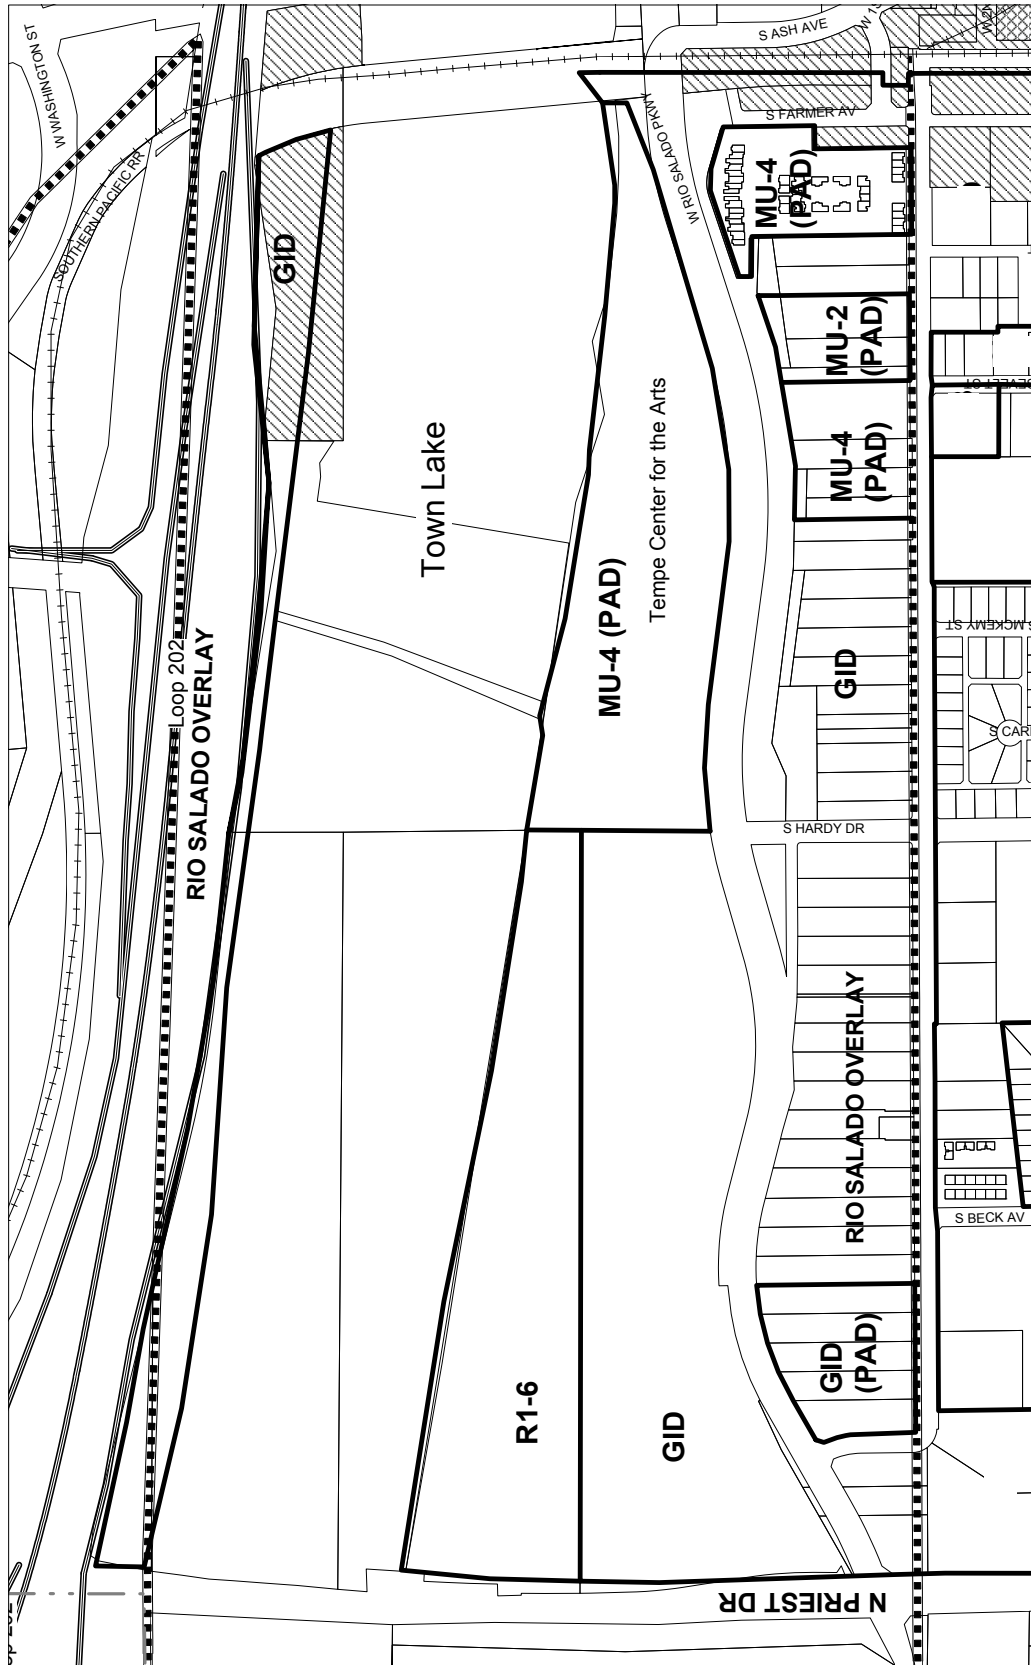 W WASHINGTON ST
SOUTHERN PACIFIC RR
S ASH AVE
S FARMER AV
W RIO SALADO PKWY
GID
MU-4
(PAD)
MU-2
(PAD)
MU-4
(PAD)
Town Lake
Tempe Center for the Arts
MU-4 (PAD)
Loop 202
RIO SALADO OVERLAY
GID
S MCKEMY ST
S CAR
S HARDY DR
RIO SALADO OVERLAY
S BECK AV
GID
(PAD)
R1-6
GID
N PRIEST DR